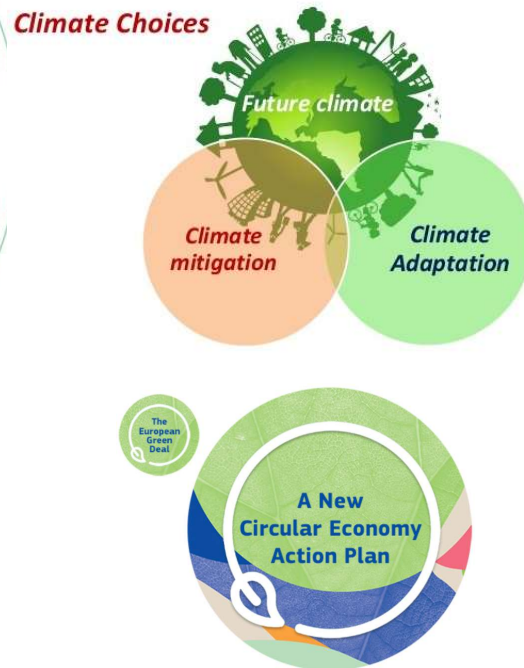 Climate Choices
Future climate
Climate
mitigation
Climate
Adaptation
The
European
Green
Deal
A New
Circular Economy
Action Plan